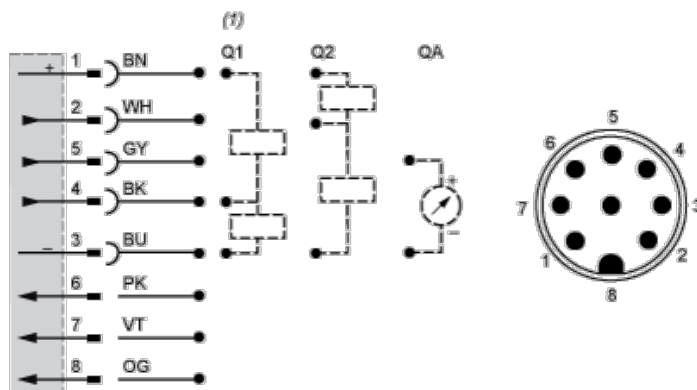 (1)
Q1 Q2 QA
+ 1 BN
2 WH
5 GY
4 BK
+
− 3 BU
−
6 PK
7 VT
8 OG
5
6 4
7 3
1 2
8